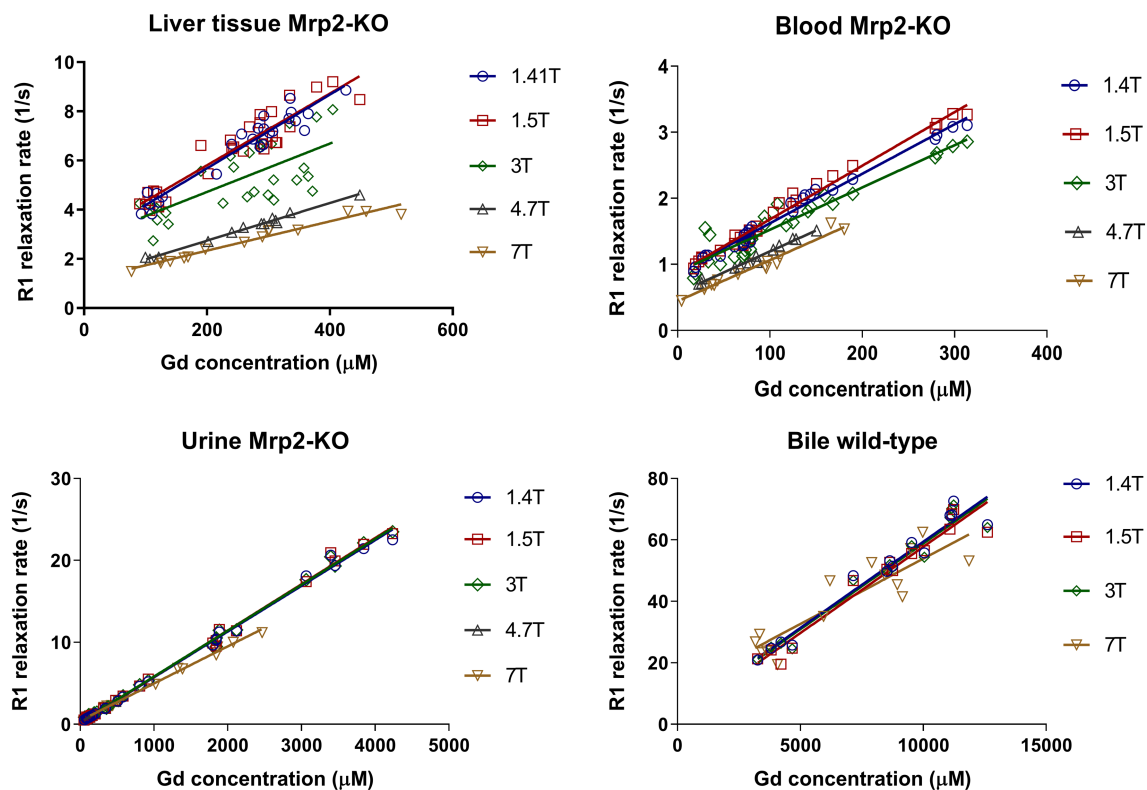 Liver tissue Mrp2-KO
R1 relaxation rate (1/s)
10
8
6
4
2
0
0 200 400 600
Gd concentration (μM)
1.41T
1.5T
3T
4.7T
7T
Blood Mrp2-KO
R1 relaxation rate (1/s)
4
3
2
1
0
0 100 200 300 400
Gd concentration (μM)
1.4T
1.5T
3T
4.7T
7T
Urine Mrp2-KO
R1 relaxation rate (1/s)
30
20
10
0
0 1000 2000 3000 4000 5000
Gd concentration (μM)
1.4T
1.5T
3T
4.7T
7T
Bile wild-type
R1 relaxation rate (1/s)
80
60
40
20
0
0 5000 10000 15000
Gd concentration (μM)
1.4T
1.5T
3T
7T